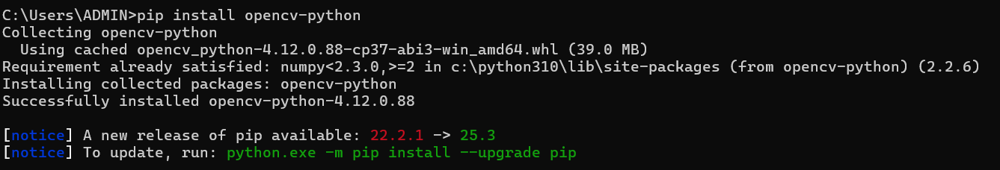 C:\Users\ADMIN>pip install opencv-python
Collecting opencv-python
  Using cached opencv_python-4.12.0.88-cp37-abi3-win_amd64.whl (39.0 MB)
Requirement already satisfied: numpy<2.3.0,>=2 in c:\python310\lib\site-packages (from opencv-python) (2.2.6)
Installing collected packages: opencv-python
Successfully installed opencv-python-4.12.0.88

[notice] A new release of pip available: 22.2.1 -> 25.3
[notice] To update, run: python.exe -m pip install --upgrade pip